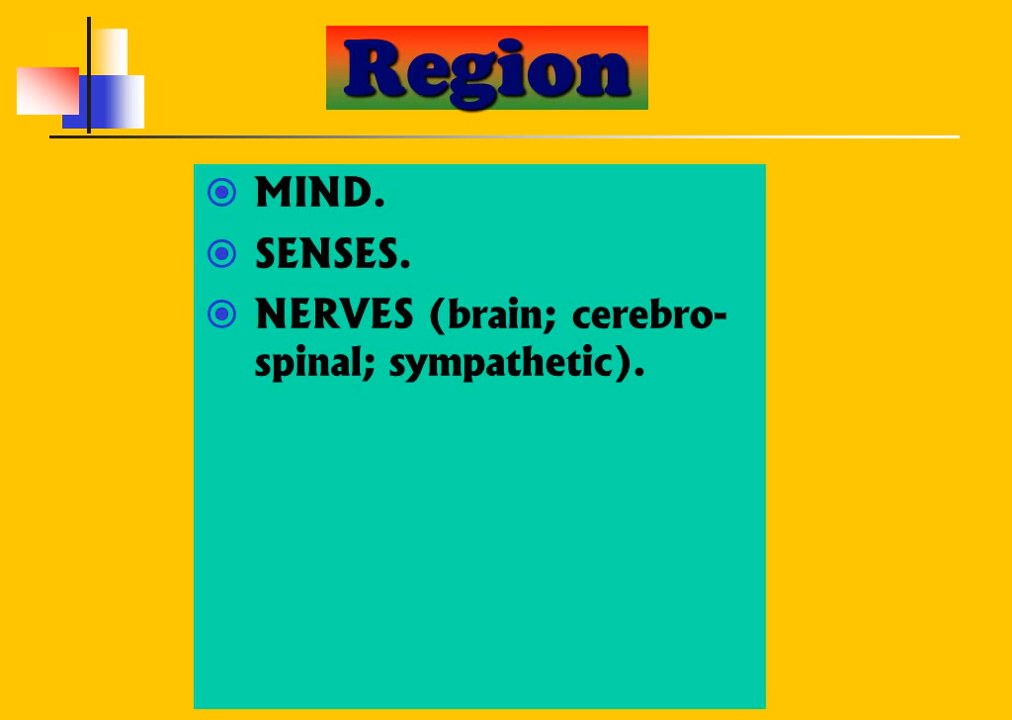 Region
MIND.
SENSES.
NERVES (brain; cerebro-
spinal; sympathetic).